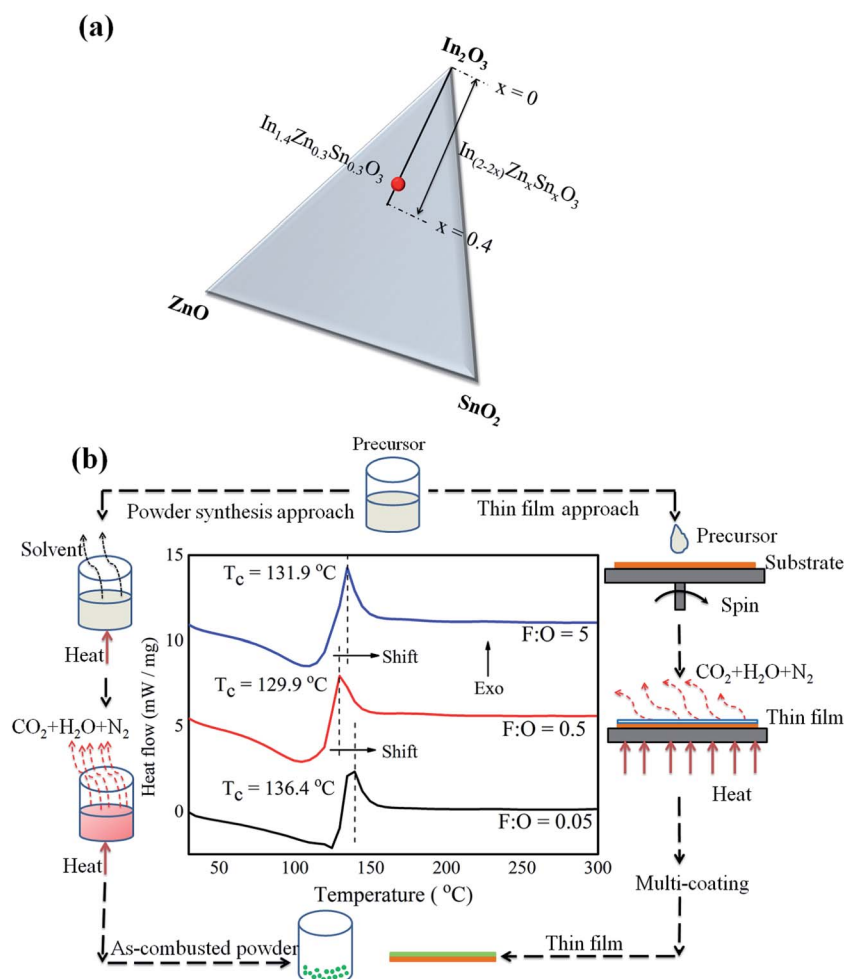 (a)
In₂O₃
x = 0
In₁.₄Zn₀.₃Sn₀.₃O₃
In₍₂₋₂ₓ₎ZnₓSnₓO₃
x = 0.4
ZnO
SnO₂
(b)
Precursor
Powder synthesis approach
Thin film approach
Solvent
Precursor
Substrate
Spin
Heat
CO₂+H₂O+N₂
Heat
CO₂+H₂O+N₂
Thin film
Heat
Multi-coating
Heat flow (mW / mg)
15
10
5
0
T_C = 131.9 °C
F:O = 5
Shift
Exo
T_C = 129.9 °C
F:O = 0.5
Shift
T_C = 136.4 °C
F:O = 0.05
50 100 150 200 250 300
Temperature ( °C)
As-combusted powder
Thin film